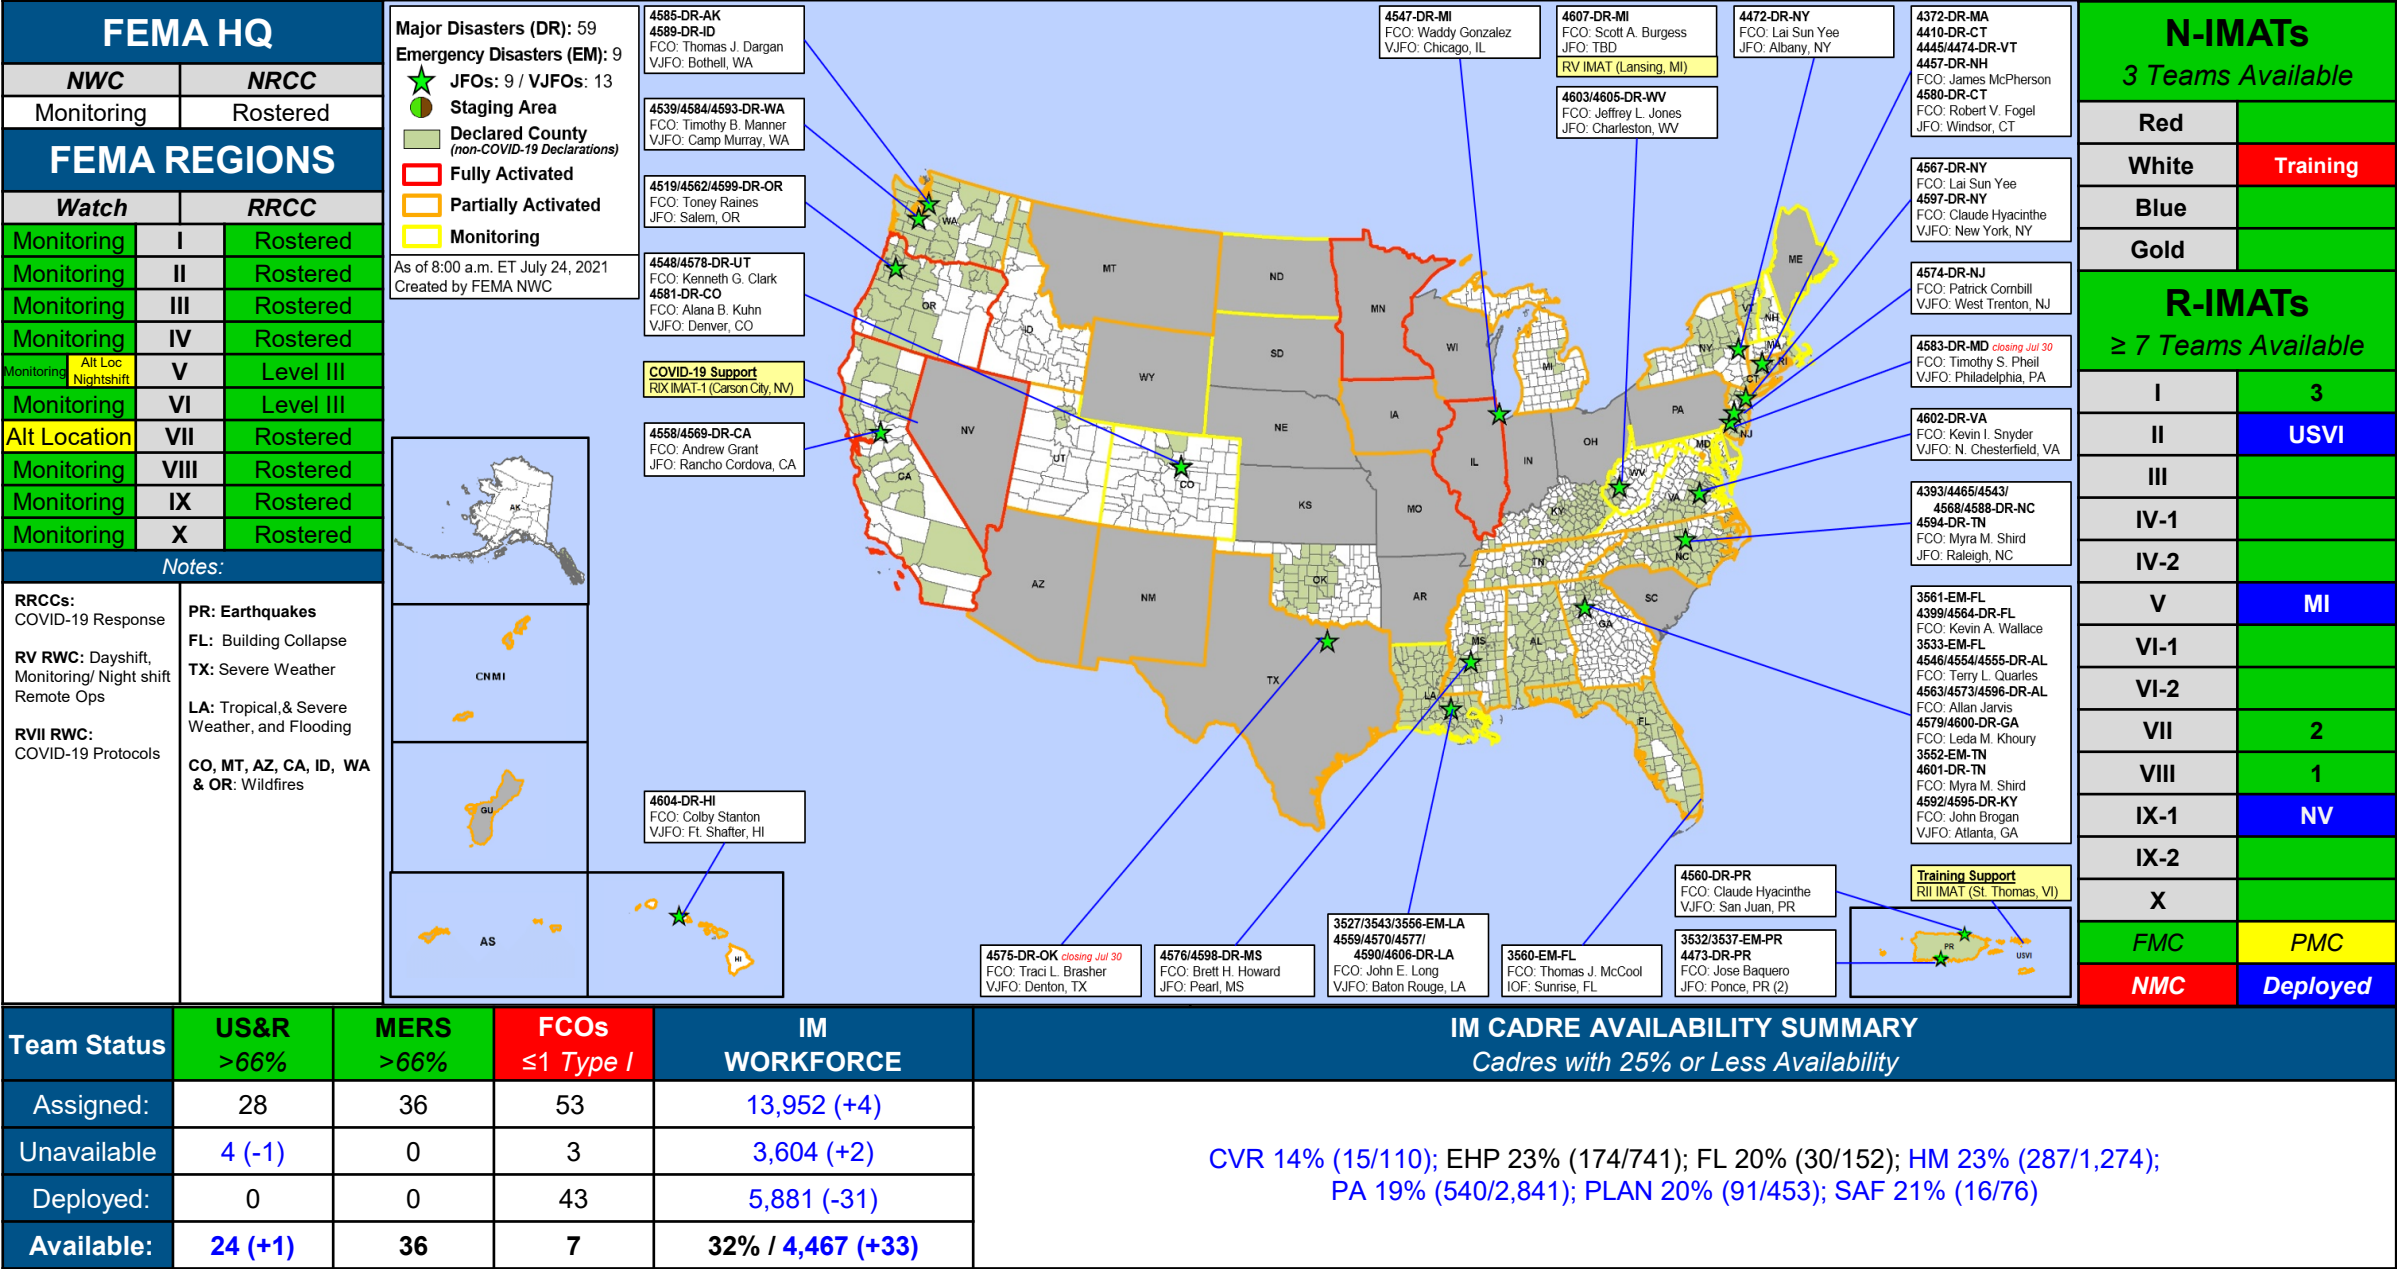 FEMA HQ
NWC NRCC
Monitoring Rostered
FEMA REGIONS
Watch RRCC
Monitoring I Rostered
Monitoring II Rostered
Monitoring III Rostered
Monitoring IV Rostered
Monitoring Alt Loc Nightshift V Level III
Monitoring VI Level III
Alt Location VII Rostered
Monitoring VIII Rostered
Monitoring IX Rostered
Monitoring X Rostered
Notes:
RRCCs:
COVID-19 Response
RV RWC: Dayshift,
Monitoring/ Night shift
Remote Ops
RVII RWC:
COVID-19 Protocols
PR: Earthquakes
FL: Building Collapse
TX: Severe Weather
LA: Tropical,& Severe
Weather, and Flooding
CO, MT, AZ, CA, ID, WA
& OR: Wildfires
Major Disasters (DR): 59
Emergency Disasters (EM): 9
JFOs: 9 / VJFOs: 13
Staging Area
Declared County
(non-COVID-19 Declarations)
Fully Activated
Partially Activated
Monitoring
As of 8:00 a.m. ET July 24, 2021
Created by FEMA NWC
4585-DR-AK
4589-DR-ID
FCO: Thomas J. Dargan
VJFO: Bothell, WA
4539/4584/4593-DR-WA
FCO: Timothy B. Manner
VJFO: Camp Murray, WA
4519/4562/4599-DR-OR
FCO: Toney Raines
JFO: Salem, OR
4548/4578-DR-UT
FCO: Kenneth G. Clark
4581-DR-CO
FCO: Alana B. Kuhn
VJFO: Denver, CO
COVID-19 Support
RIX IMAT-1 (Carson City, NV)
4558/4569-DR-CA
FCO: Andrew Grant
JFO: Rancho Cordova, CA
4604-DR-HI
FCO: Colby Stanton
VJFO: Ft. Shafter, HI
4547-DR-MI
FCO: Waddy Gonzalez
VJFO: Chicago, IL
4607-DR-MI
FCO: Scott A. Burgess
JFO: TBD
RV IMAT (Lansing, MI)
4603/4605-DR-WV
FCO: Jeffrey L. Jones
JFO: Charleston, WV
4472-DR-NY
FCO: Lai Sun Yee
JFO: Albany, NY
4372-DR-MA
4410-DR-CT
4445/4474-DR-VT
4457-DR-NH
FCO: James McPherson
4580-DR-CT
FCO: Robert V. Fogel
JFO: Windsor, CT
4567-DR-NY
FCO: Lai Sun Yee
4597-DR-NY
FCO: Claude Hyacinthe
VJFO: New York, NY
4574-DR-NJ
FCO: Patrick Cornbill
VJFO: West Trenton, NJ
4583-DR-MD closing Jul 30
FCO: Timothy S. Pheil
VJFO: Philadelphia, PA
4602-DR-VA
FCO: Kevin I. Snyder
VJFO: N. Chesterfield, VA
4393/4465/4543/
4568/4588-DR-NC
4594-DR-TN
FCO: Myra M. Shird
JFO: Raleigh, NC
3561-EM-FL
4399/4564-DR-FL
FCO: Kevin A. Wallace
3533-EM-FL
4546/4554/4555-DR-AL
FCO: Terry L. Quarles
4563/4573/4596-DR-AL
FCO: Allan Jarvis
4579/4600-DR-GA
FCO: Leda M. Khoury
3552-EM-TN
4601-DR-TN
FCO: Myra M. Shird
4592/4595-DR-KY
FCO: John Brogan
VJFO: Atlanta, GA
4560-DR-PR
FCO: Claude Hyacinthe
VJFO: San Juan, PR
Training Support
RII IMAT (St. Thomas, VI)
3532/3537-EM-PR
4473-DR-PR
FCO: Jose Baquero
JFO: Ponce, PR (2)
4575-DR-OK closing Jul 30
FCO: Traci L. Brasher
VJFO: Denton, TX
4576/4598-DR-MS
FCO: Brett H. Howard
JFO: Pearl, MS
3527/3543/3556-EM-LA
4559/4570/4577/
4590/4606-DR-LA
FCO: John E. Long
VJFO: Baton Rouge, LA
3560-EM-FL
FCO: Thomas J. McCool
IOF: Sunrise, FL
WA
MT
ND
MN
ME
OR
ID
SD
WI
MI
NY
VT
NH
MA
RI
CT
WY
IA
PA
NJ
NV
NE
IL
IN
OH
MD
UT
CO
CA
KS
MO
WV
VA
KY
AZ
NM
OK
AR
TN
NC
SC
TX
LA
MS
AL
GA
FL
AK
CNMI
GU
AS
HI
PR
USVI
N-IMATs
3 Teams Available
Red
White Training
Blue
Gold
R-IMATs
≥ 7 Teams Available
I 3
II USVI
III
IV-1
IV-2
V MI
VI-1
VI-2
VII 2
VIII 1
IX-1 NV
IX-2
X
FMC PMC
NMC Deployed
Team Status US&R >66% MERS >66% FCOs ≤1 Type I IM WORKFORCE
Assigned: 28 36 53 13,952 (+4)
Unavailable 4 (-1) 0 3 3,604 (+2)
Deployed: 0 0 43 5,881 (-31)
Available: 24 (+1) 36 7 32% / 4,467 (+33)
IM CADRE AVAILABILITY SUMMARY
Cadres with 25% or Less Availability
CVR 14% (15/110); EHP 23% (174/741); FL 20% (30/152); HM 23% (287/1,274);
PA 19% (540/2,841); PLAN 20% (91/453); SAF 21% (16/76)